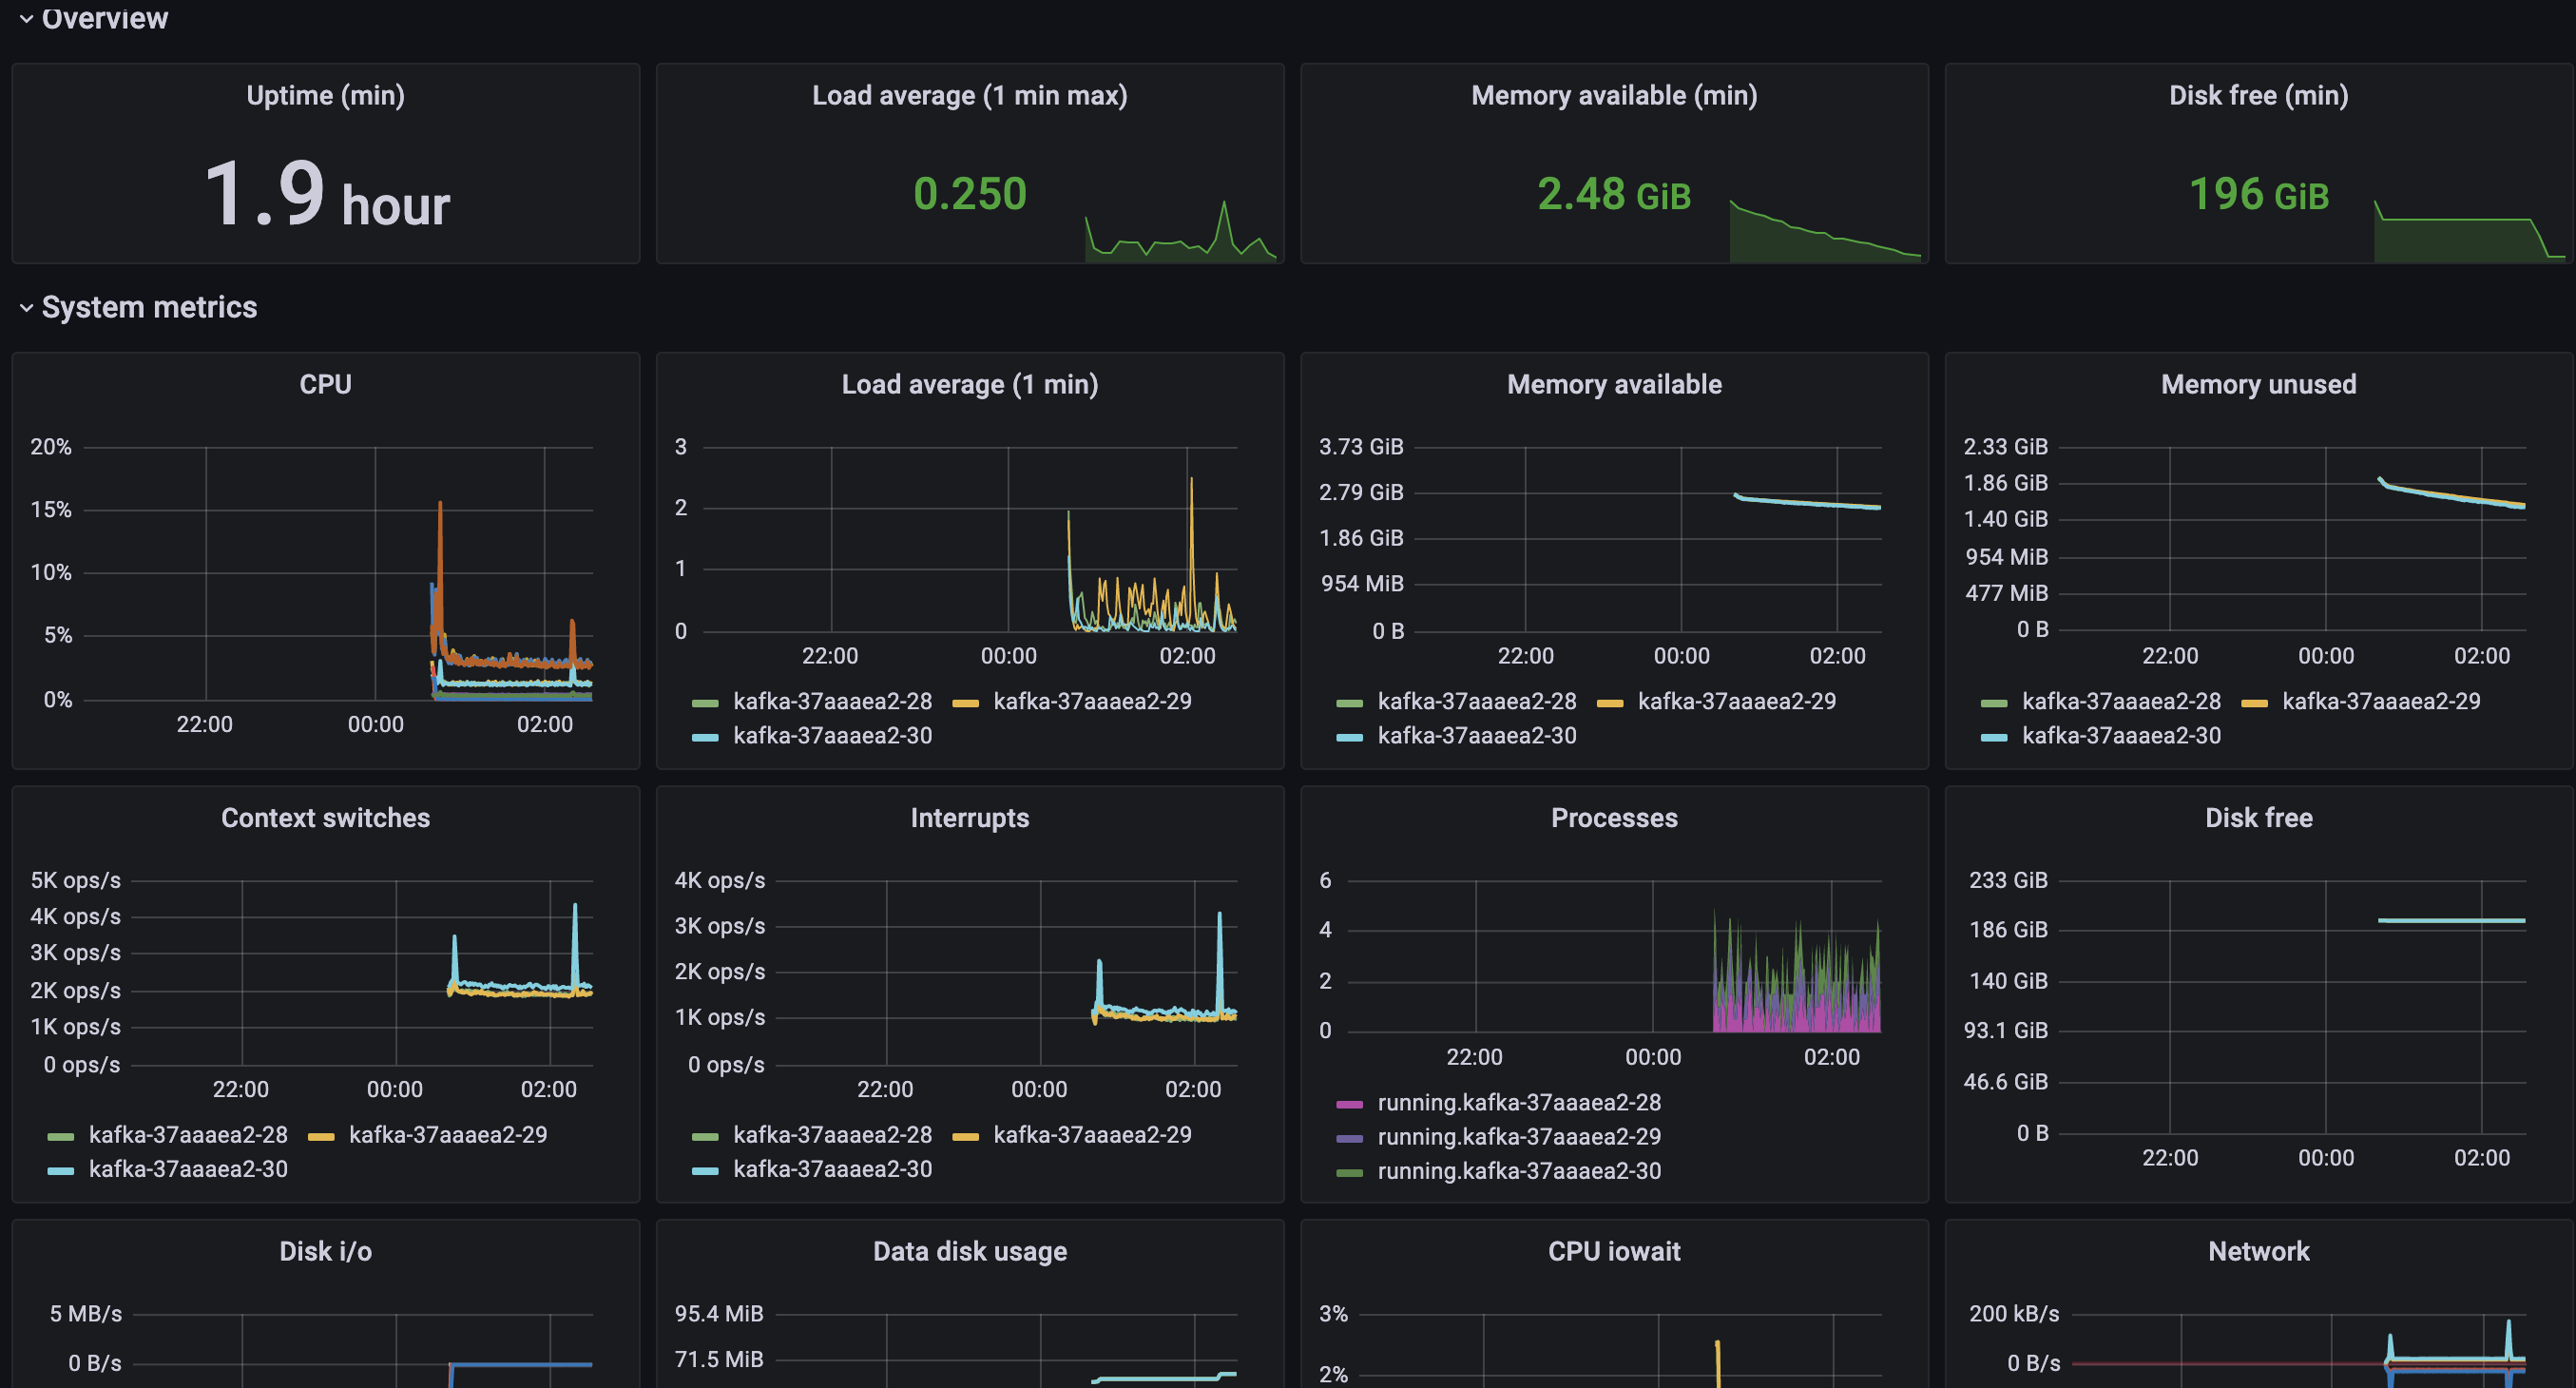 Overview
Uptime (min)
1.9 hour
Load average (1 min max)
0.250
Memory available (min)
2.48 GiB
Disk free (min)
196 GiB
System metrics
CPU
20%
15%
10%
5%
0%
22:00 00:00 02:00
Load average (1 min)
3
2
1
0
22:00 00:00 02:00
kafka-37aaaea2-28 kafka-37aaaea2-29
kafka-37aaaea2-30
Memory available
3.73 GiB
2.79 GiB
1.86 GiB
954 MiB
0 B
22:00 00:00 02:00
kafka-37aaaea2-28 kafka-37aaaea2-29
kafka-37aaaea2-30
Memory unused
2.33 GiB
1.86 GiB
1.40 GiB
954 MiB
477 MiB
0 B
22:00 00:00 02:00
kafka-37aaaea2-28 kafka-37aaaea2-29
kafka-37aaaea2-30
Context switches
5K ops/s
4K ops/s
3K ops/s
2K ops/s
1K ops/s
0 ops/s
22:00 00:00 02:00
kafka-37aaaea2-28 kafka-37aaaea2-29
kafka-37aaaea2-30
Interrupts
4K ops/s
3K ops/s
2K ops/s
1K ops/s
0 ops/s
22:00 00:00 02:00
kafka-37aaaea2-28 kafka-37aaaea2-29
kafka-37aaaea2-30
Processes
6
4
2
0
22:00 00:00 02:00
running.kafka-37aaaea2-28
running.kafka-37aaaea2-29
running.kafka-37aaaea2-30
Disk free
233 GiB
186 GiB
140 GiB
93.1 GiB
46.6 GiB
0 B
22:00 00:00 02:00
Disk i/o
5 MB/s
0 B/s
Data disk usage
95.4 MiB
71.5 MiB
CPU iowait
3%
2%
Network
200 kB/s
0 B/s